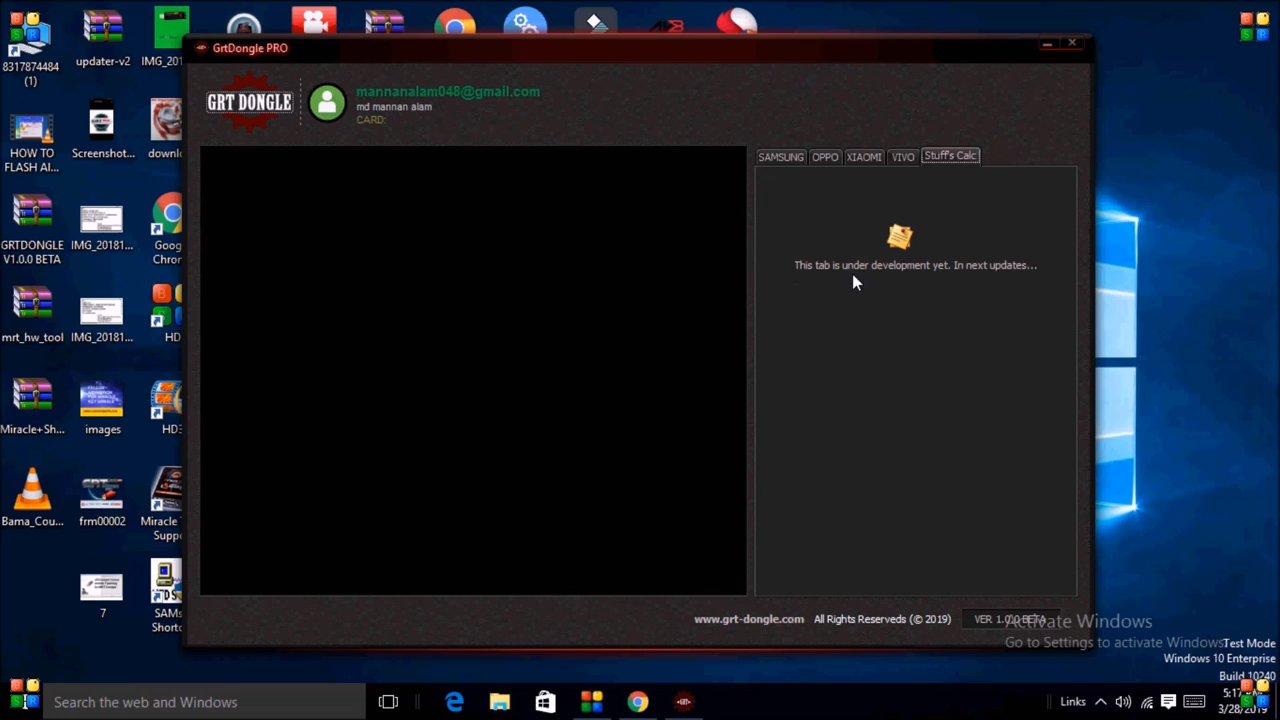 GrtDongle PRO
GRT DONGLE
mannanalam048@gmail.com
md mannan alam
CARD:
SAMSUNG
OPPO
XIAOMI
VIVO
Stuff's Calc
This tab is under development yet. In next updates...
www.grt-dongle.com
All Rights Reserveds (© 2019)
VER 1.0.0 BETA
8317874484
(1)
updater-v2
IMG_201
HOW TO
FLASH AI...
Screenshot...
downl
GRTDONGLE
V1.0.0 BETA
IMG_20181...
Goog
Chron
mrt_hw_tool
IMG_20181...
HD
Miracle+Sh...
images
HD3
Bama_Cou...
frm00002
Miracle T
Suppo
7
SAMs
Shorto
Activate Windows
Go to Settings to activate Windows.
Test Mode
Windows 10 Enterprise
Build 10240
Search the web and Windows
Links
3/28/2019